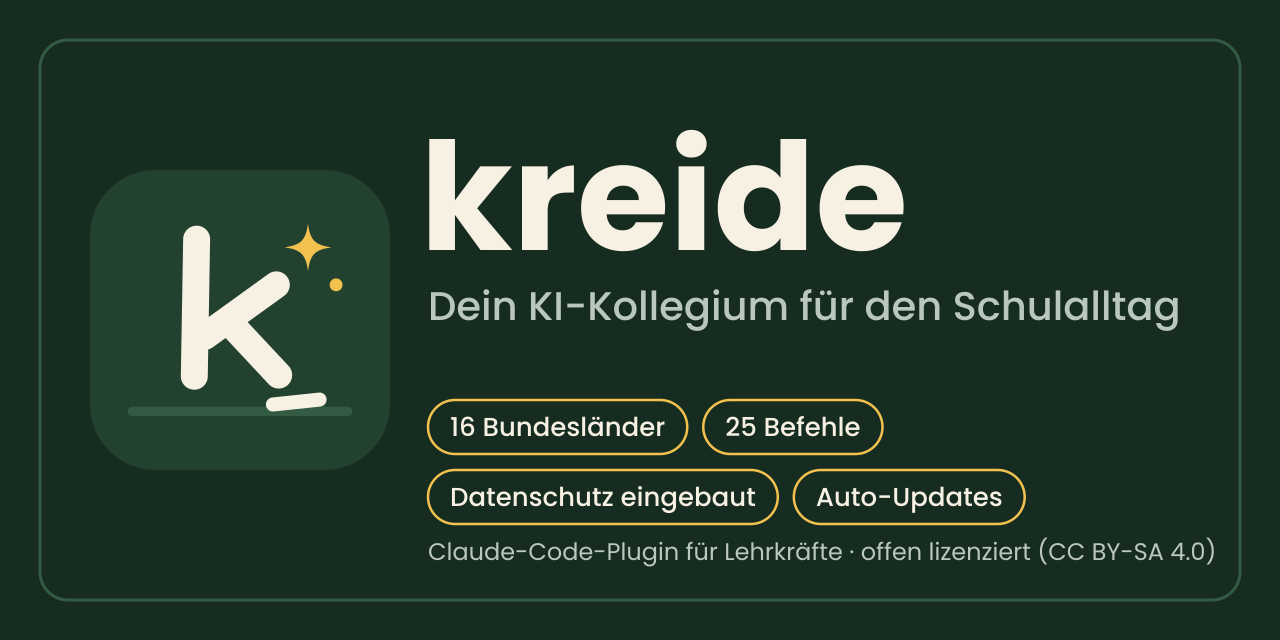 k
kreide
Dein KI-Kollegium für den Schulalltag
16 Bundesländer
25 Befehle
Datenschutz eingebaut
Auto-Updates
Claude-Code-Plugin für Lehrkräfte · offen lizenziert (CC BY-SA 4.0)